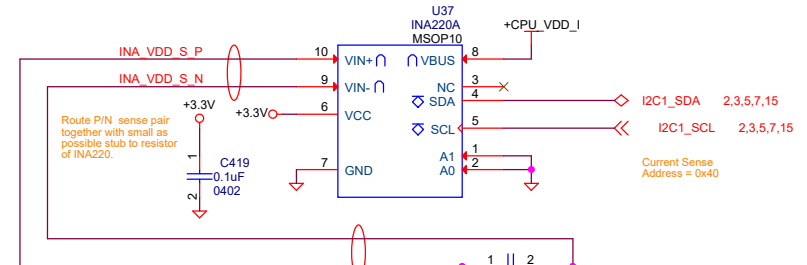 U37
INA220A
MSOP10
+CPU_VDD_I
INA_VDD_S_P
10
VIN+
VBUS
8
INA_VDD_S_N
9
VIN-
NC
3
SDA
4
I2C1_SDA 2,3,5,7,15
+3.3V
+3.3V
6
VCC
SCL
5
I2C1_SCL 2,3,5,7,15
Route P/N sense pair
together with small as
possible stub to resistor
of INA220.
1
C419
0.1uF
0402
2
7
GND
A1
1
A0
2
Current Sense
Address = 0x40
1
2